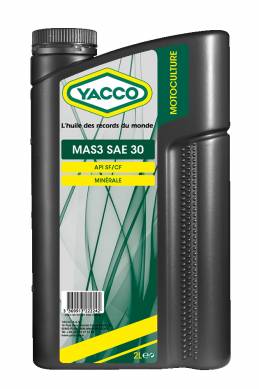 YACCO
MOTOCULTURE
L'huile des records du monde
MAS3 SAE 30
API SF/CF
MINÉRALE
2L e